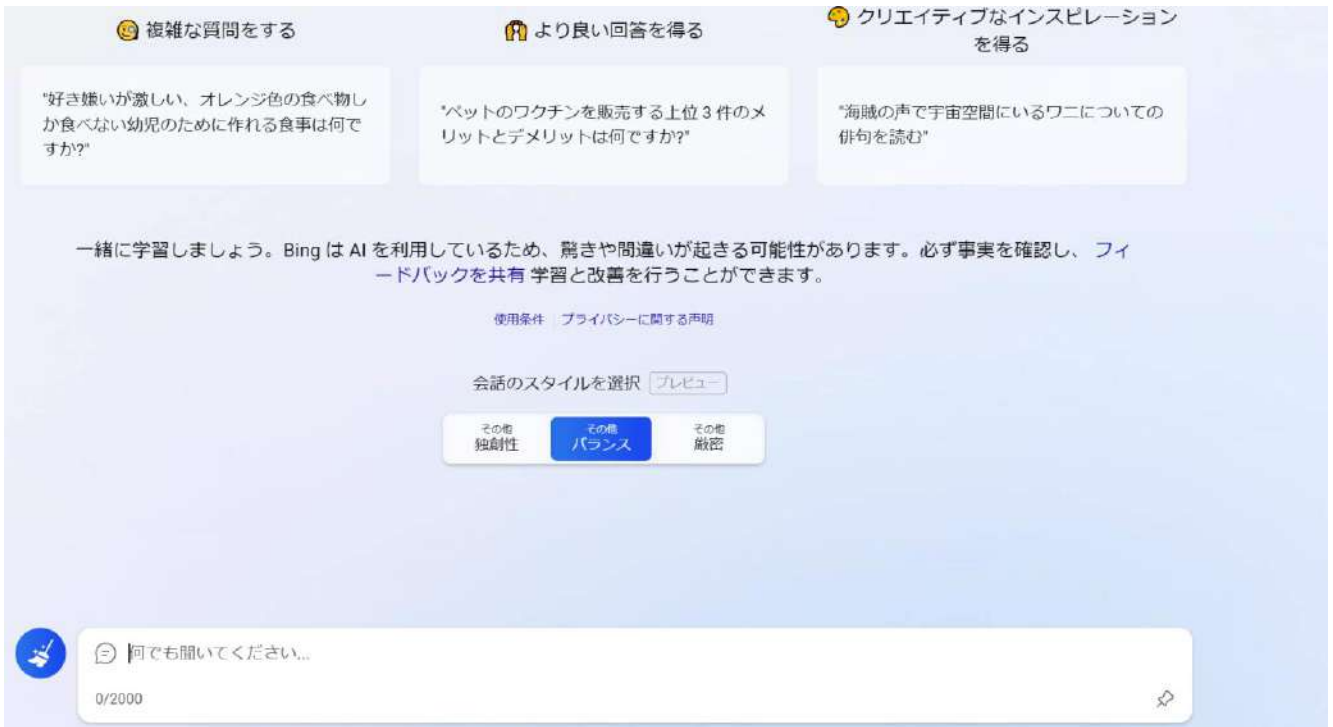 複雑な質問をする
より良い回答を得る
クリエイティブなインスピレーション
を得る
"好き嫌いが激しい、オレンジ色の食べ物し
か食べない幼児のために作れる食事は何で
すか?"
"ペットのワクチンを販売する上位 3 件のメ
リットとデメリットは何ですか?"
"海賊の声で宇宙空間にいるワニについての
俳句を読む"
一緒に学習しましょう。Bing は AI を利用しているため、驚きや間違いが起きる可能性があります。必ず事実を確認し、 フィ
ードバックを共有 学習と改善を行うことができます。
使用条件 プライバシーに関する声明
会話のスタイルを選択 プレビュー
その他 その他 その他
独創性 バランス 厳密
何でも聞いてください...
0/2000